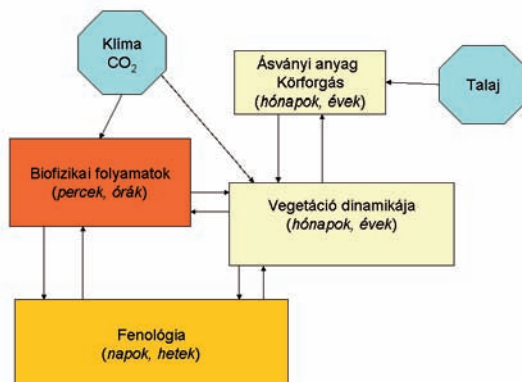 Klíma
CO₂
Ásványi anyag
Körforgás
(hónapok, évek)
Talaj
Biofizikai folyamatok
(percek, órák)
Vegetáció dinamikája
(hónapok, évek)
Fenológia
(napok, hetek)